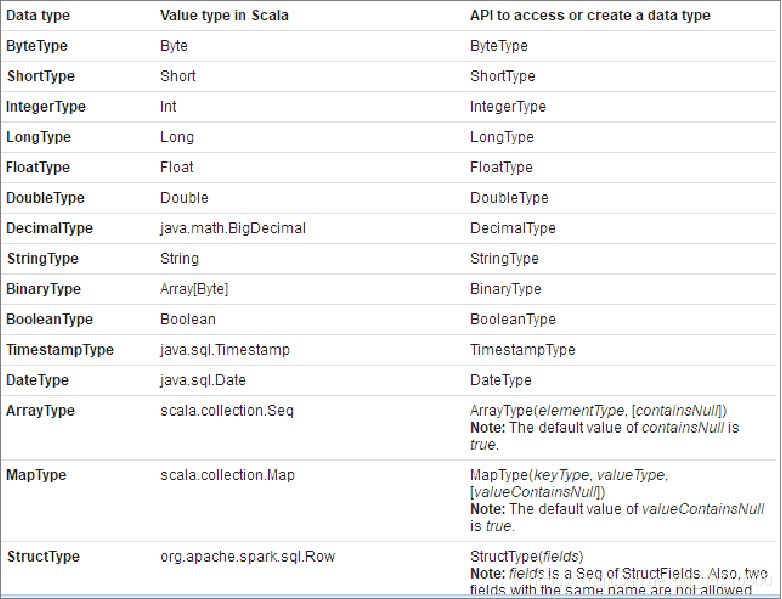 Data type Value type in Scala API to access or create a data type
ByteType Byte ByteType
ShortType Short ShortType
IntegerType Int IntegerType
LongType Long LongType
FloatType Float FloatType
DoubleType Double DoubleType
DecimalType java.math.BigDecimal DecimalType
StringType String StringType
BinaryType Array[Byte] BinaryType
BooleanType Boolean BooleanType
TimestampType java.sql.Timestamp TimestampType
DateType java.sql.Date DateType
ArrayType scala.collection.Seq ArrayType(elementType, [containsNull])
Note: The default value of containsNull is
true.
MapType scala.collection.Map MapType(keyType, valueType,
[valueContainsNull])
Note: The default value of valueContainsNull
is true.
StructType org.apache.spark.sql.Row StructType(fields)
Note: fields is a Seq of StructFields. Also, two
fields with the same name are not allowed